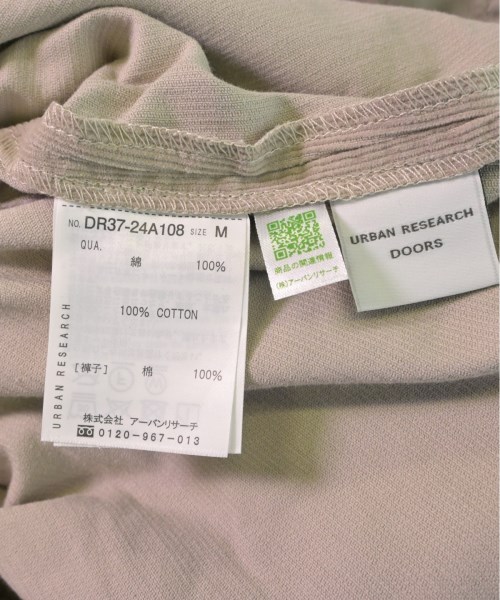 NO. DR37-24A108 SIZE M
QUA.
綿 100%
100% COTTON
[褲子] 棉 100%
URBAN RESEARCH
株式会社 アーバンリサーチ
0120-967-013
商品の関連情報
(株)アーバンリサーチ
URBAN RESEARCH
DOORS